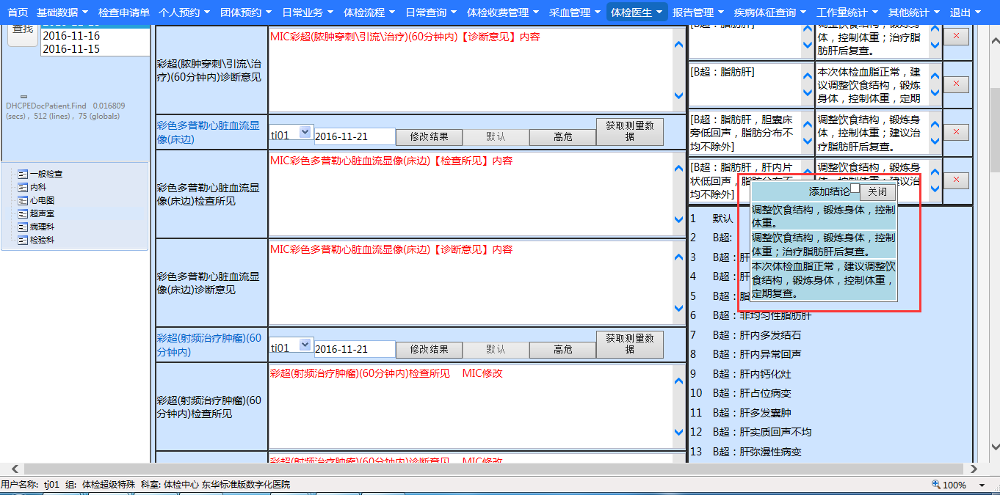 首页 基础数据 检查申请单 个人预约 团体预约 日常业务 体检流程 日常查询 体检收费管理 采血管理 体检医生 报告管理 疾病体征查询 工作量统计 其他统计 退出
查找
2016-11-16
2016-11-15
DHCPEDocPatient.Find 0.016809
(secs) , 512 (lines) , 75 (globals)
一般检查
内科
心电图
超声室
病理科
检验科
彩超(脓肿穿刺\引流\治
疗)(60分钟内)诊断意见
MIC彩超(脓肿穿刺\引流\治疗)(60分钟内)【诊断意见】内容
彩色多普勒心脏血流显
像(床边)
tj01 2016-11-21 修改结果 默认 高危 获取测量数
据
彩色多普勒心脏血流显
像(床边)检查所见
MIC彩色多普勒心脏血流显像(床边)【检查所见】内容
彩色多普勒心脏血流显
像(床边)诊断意见
MIC彩色多普勒心脏血流显像(床边)【诊断意见】内容
彩超(射频治疗肿瘤)(60
分钟内)
tj01 2016-11-21 修改结果 默认 高危 获取测量数
据
彩超(射频治疗肿瘤)(60
分钟内)检查所见
彩超(射频治疗肿瘤)(60分钟内)检查所见 MIC修改
彩超(射频治疗肿瘤)(60分钟内)诊断意见 MIC修改
[B超：脂肪肝]
调整饮食结构，锻炼身
体，控制体重；治疗脂
肪肝后复查。
×
[B超：脂肪肝]
本次体检血脂正常，建
议调整饮食结构，锻炼
身体，控制体重，定期
×
[B超：脂肪肝，胆囊床
旁低回声，脂肪分布不
均不除外]
调整饮食结构，锻炼身
体，控制体重；建议治
疗脂肪肝后复查。
×
[B超：脂肪肝，肝内片
状低回声，脂肪分布不
均不除外]
调整饮食结构，锻炼身
×
添加结论 关闭
调整饮食结构，锻炼身体，控制
体重。
调整饮食结构，锻炼身体，控制
体重；治疗脂肪肝后复查。
本次体检血脂正常，建议调整饮
食结构，锻炼身体，控制体重，
定期复查。
1 默认
2 B超:
3 B超：肝
4 B超：肝
5 B超：脂
6 B超：非均匀性脂肪肝
7 B超：肝内多发结石
8 B超：肝内异常回声
9 B超：肝内钙化灶
10 B超：肝占位病变
11 B超：肝多发囊肿
12 B超：肝实质回声不均
13 B超：肝弥漫性病变
用户名称: tj01 组: 体检超级特殊 科室: 体检中心 东华标准版数字化医院
100%